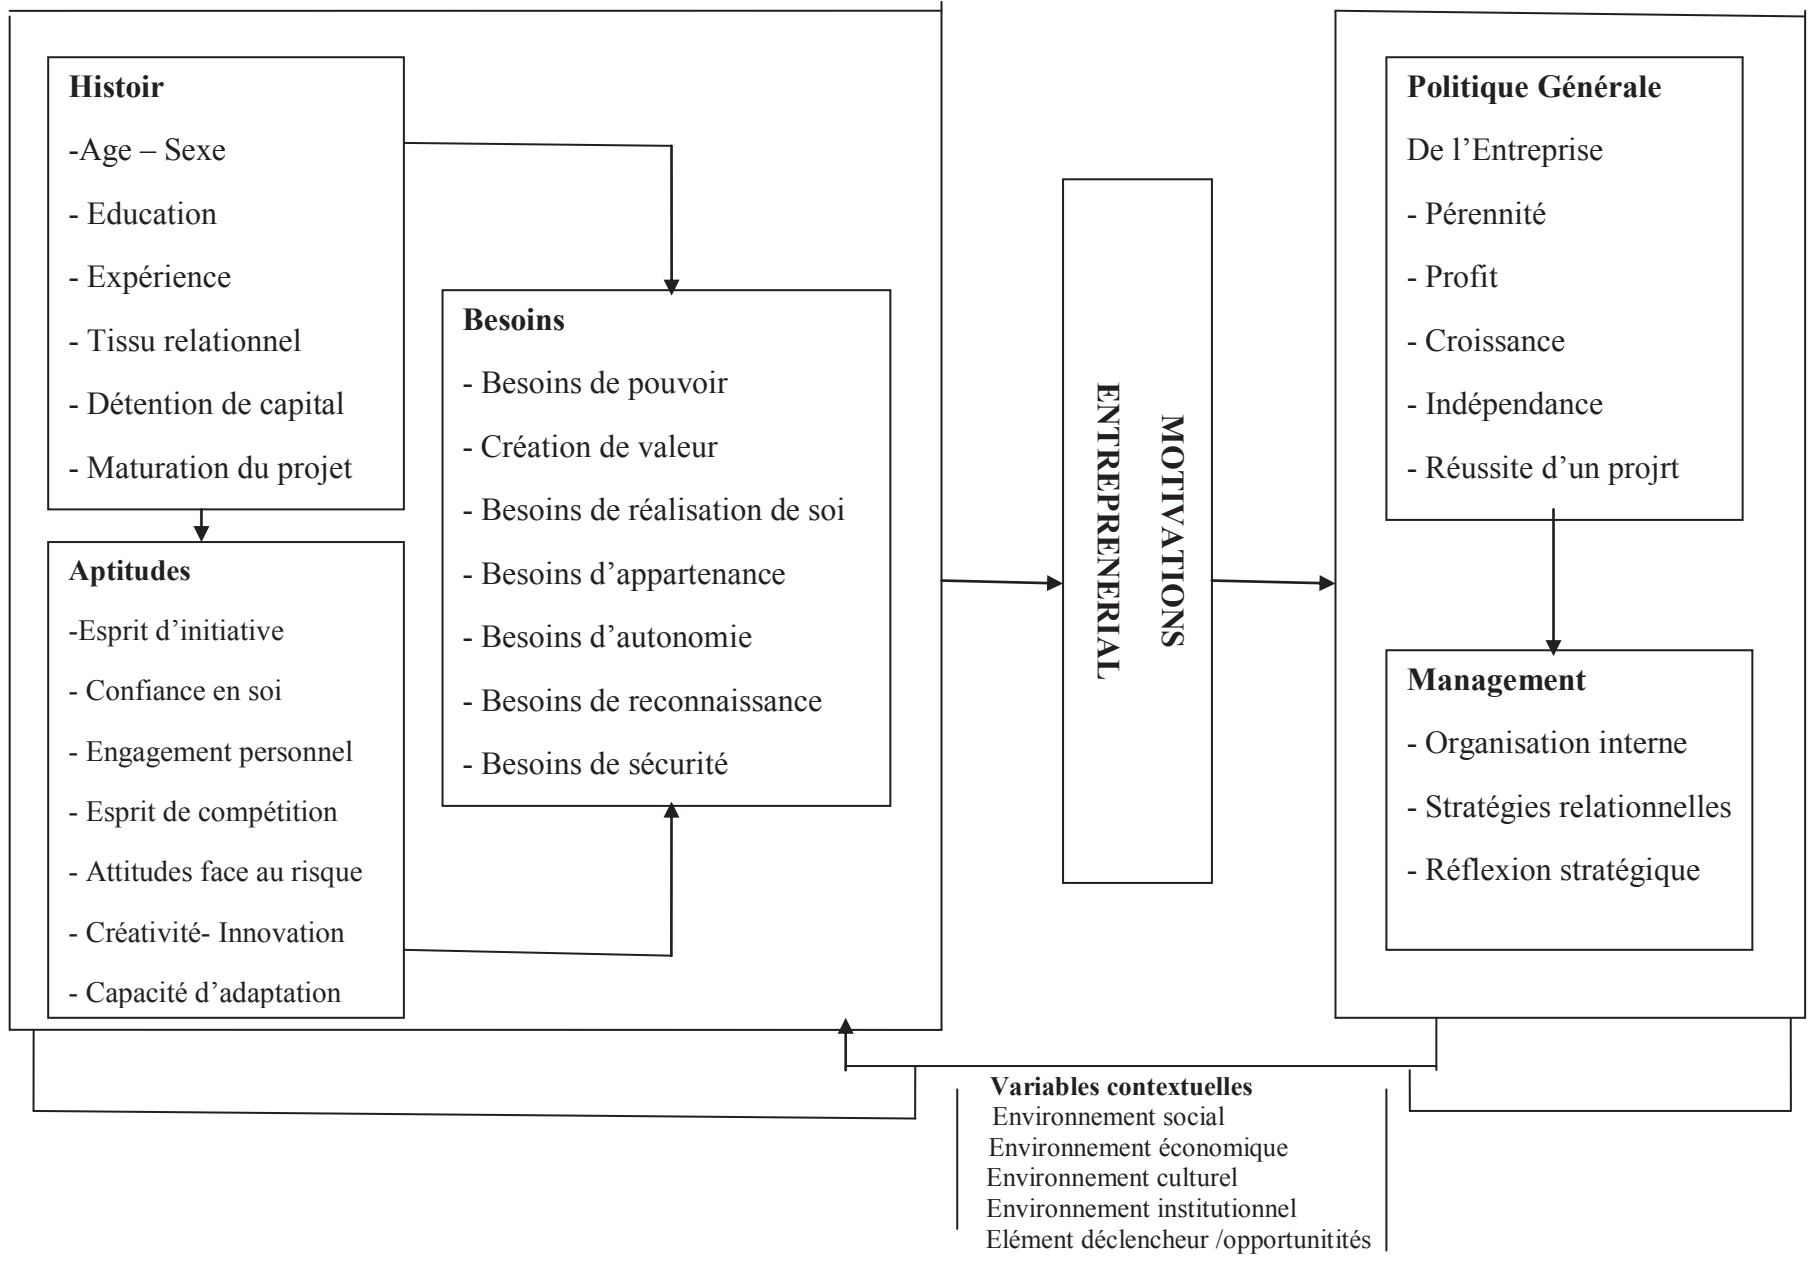 Histoir
-Age – Sexe
- Education
- Expérience
- Tissu relationnel
- Détention de capital
- Maturation du projet
Aptitudes
-Esprit d’initiative
- Confiance en soi
- Engagement personnel
- Esprit de compétition
- Attitudes face au risque
- Créativité- Innovation
- Capacité d’adaptation
Besoins
- Besoins de pouvoir
- Création de valeur
- Besoins de réalisation de soi
- Besoins d’appartenance
- Besoins d’autonomie
- Besoins de reconnaissance
- Besoins de sécurité
MOTIVATIONS
ENTREPRENERIAL
Politique Générale
De l’Entreprise
- Pérennité
- Profit
- Croissance
- Indépendance
- Réussite d’un projrt
Management
- Organisation interne
- Stratégies relationnelles
- Réflexion stratégique
Variables contextuelles
Environnement social
Environnement économique
Environnement culturel
Environnement institutionnel
Elément déclencheur /opportunitités